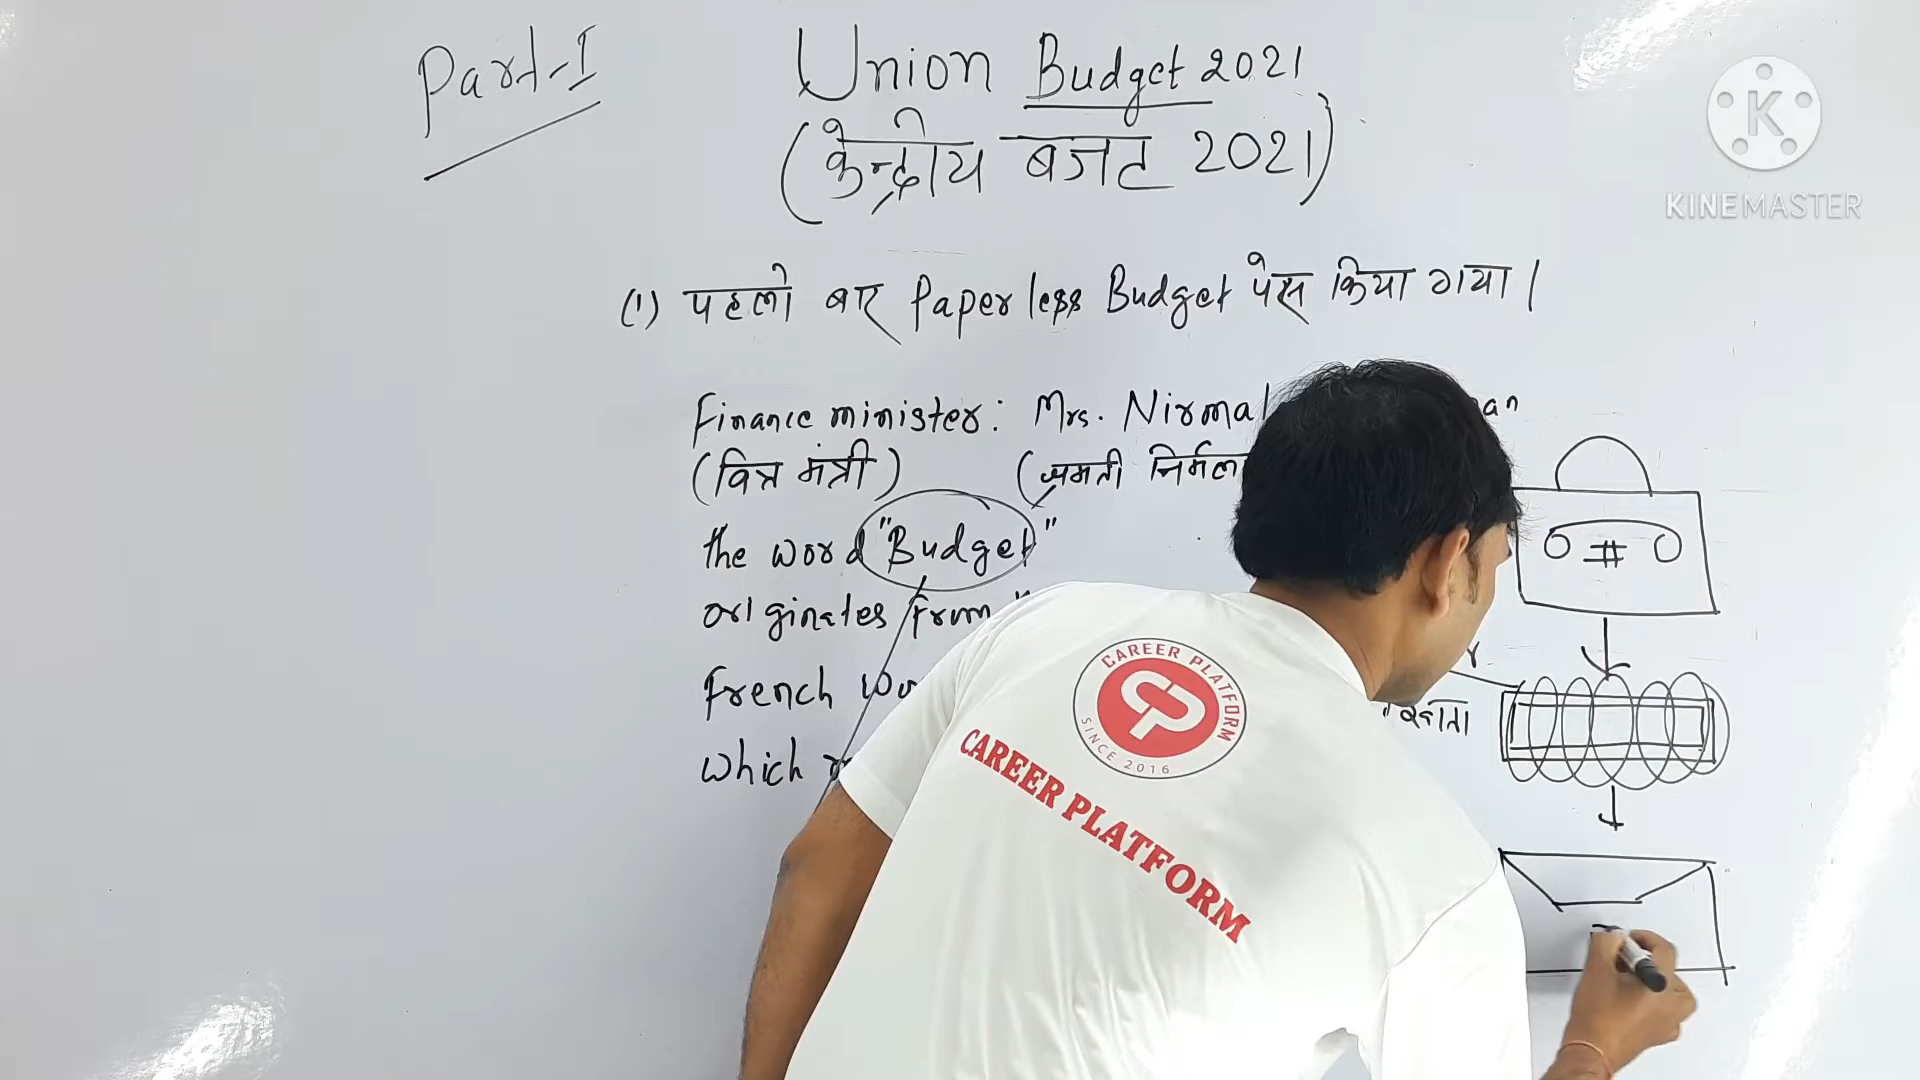 Part-I
Union Budget 2021
(केन्द्रीय बजट 2021)
KINEMASTER
(1) पहली बार Paperless Budget पेस किया गया।
Finance minister: Mrs. Nirmal
(वित्त मंत्री) निर्मल
the word "Budget"
originates from
French
which
CAREER PLATFORM
CP
SINCE 2016
CAREER PLATFORM